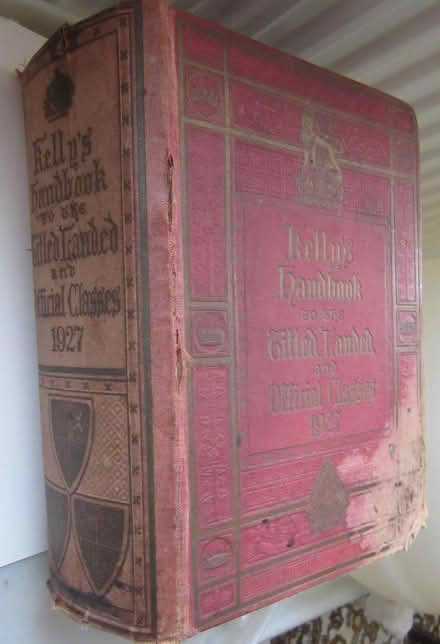 Kelly's
Handbook
to the
Titled, Landed
and
Official Classes
1927
Kelly's
Handbook
to the
Titled, Landed
and
Official Classes
1927